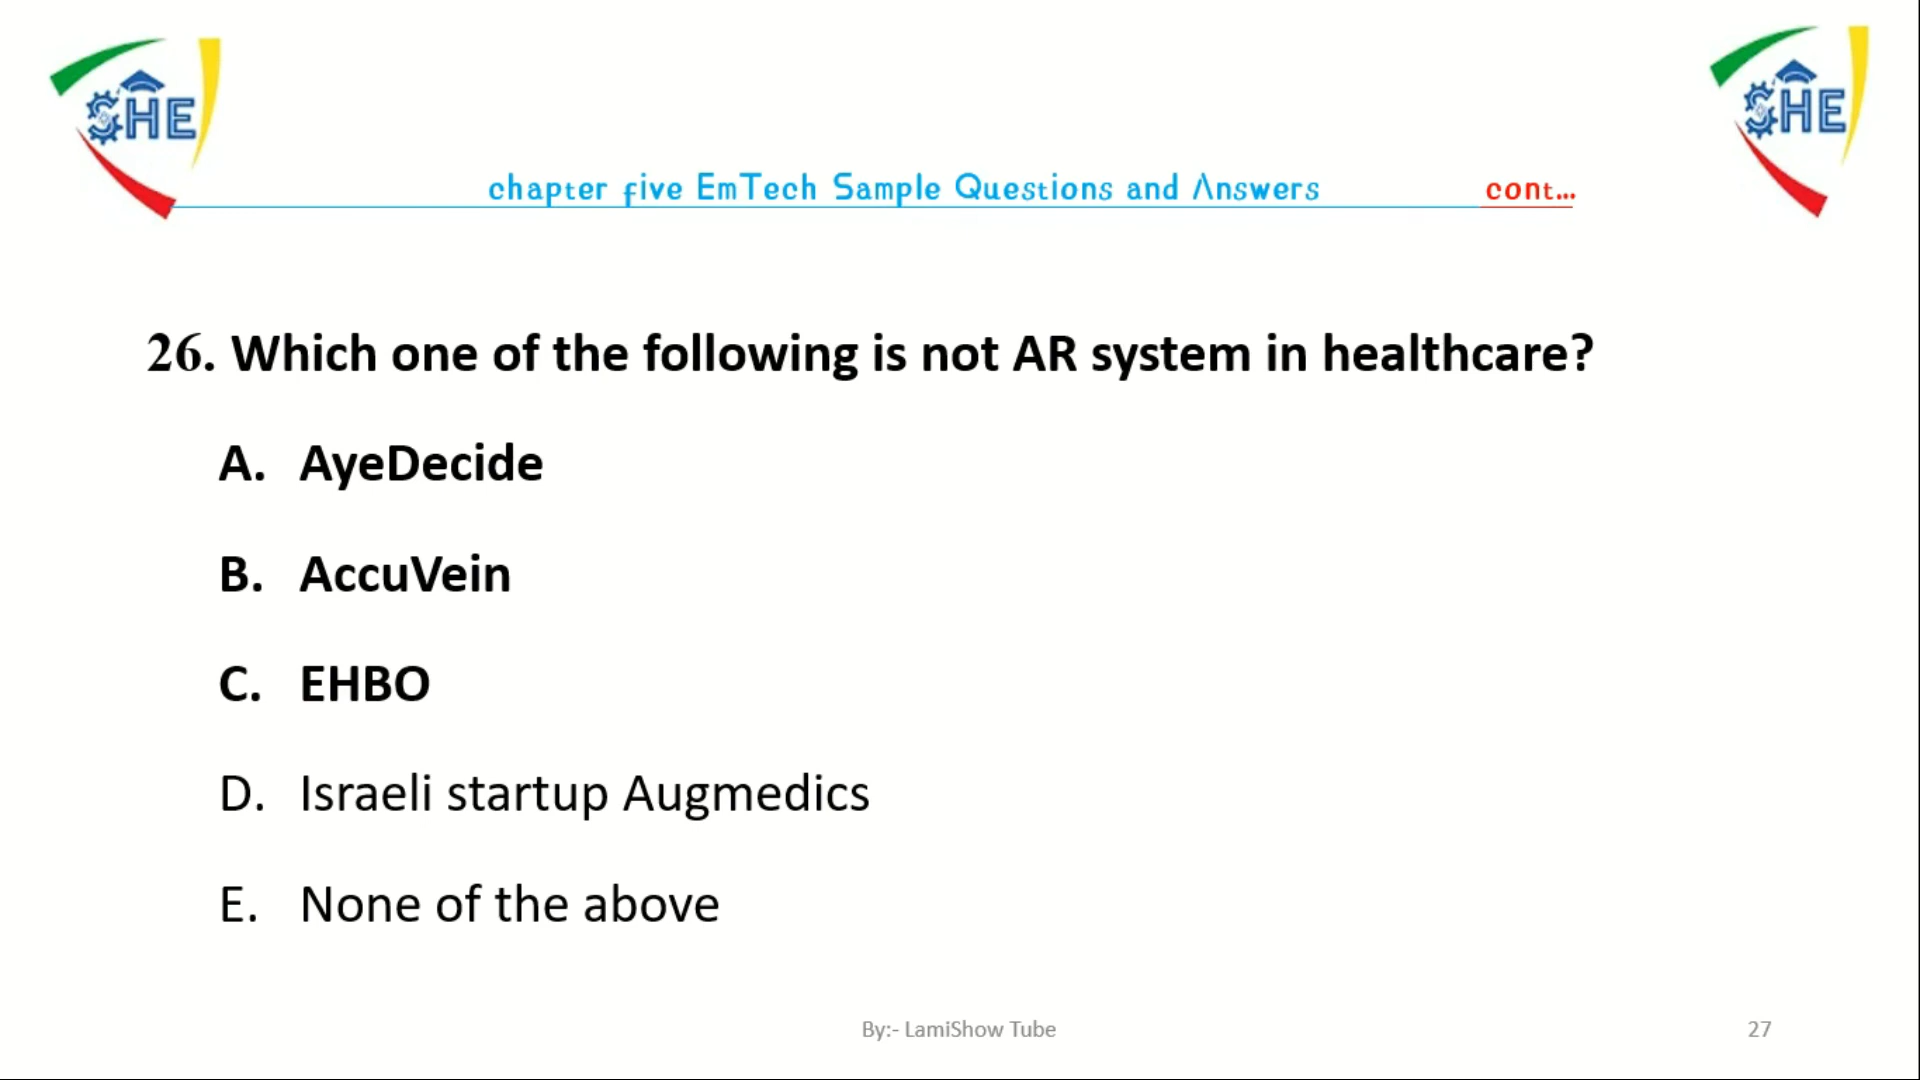 SHE
SHE
chapter five EmTech Sample Questions and Answers cont...
26. Which one of the following is not AR system in healthcare?
A. AyeDecide
B. AccuVein
C. EHBO
D. Israeli startup Augmedics
E. None of the above
By:- LamiShow Tube 27